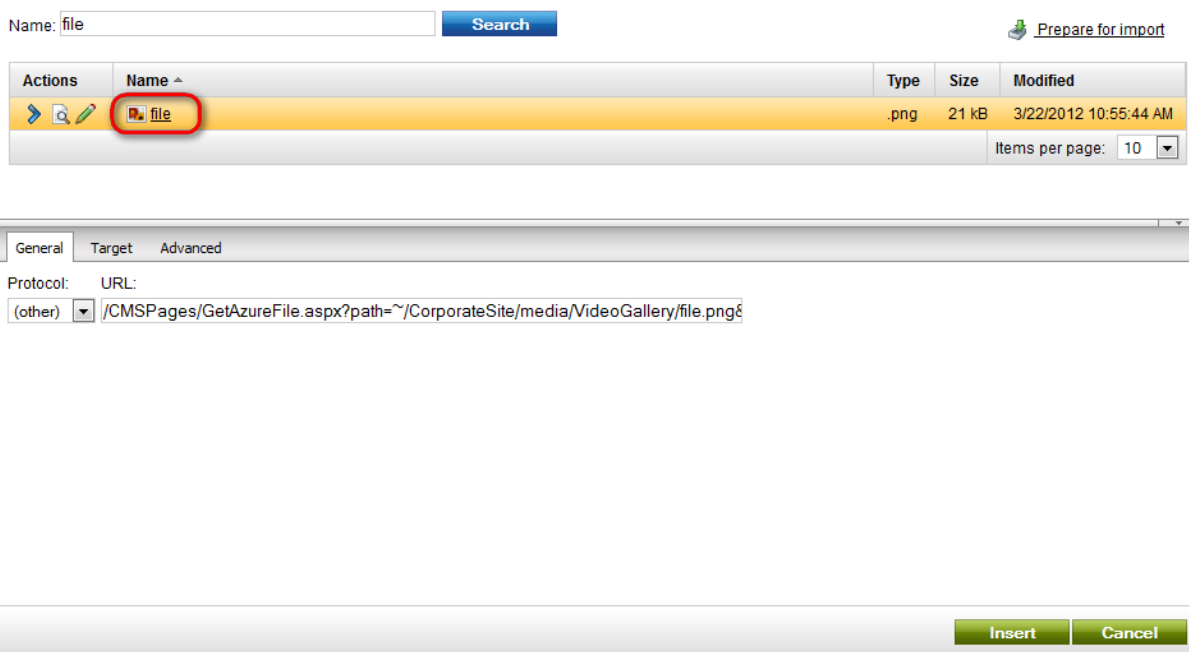 Name: file Search Prepare for import
Actions Name Type Size Modified
file .png 21 kB 3/22/2012 10:55:44 AM
Items per page: 10
General Target Advanced
Protocol: URL:
(other) /CMSPages/GetAzureFile.aspx?path=~/CorporateSite/media/VideoGallery/file.png&
Insert Cancel